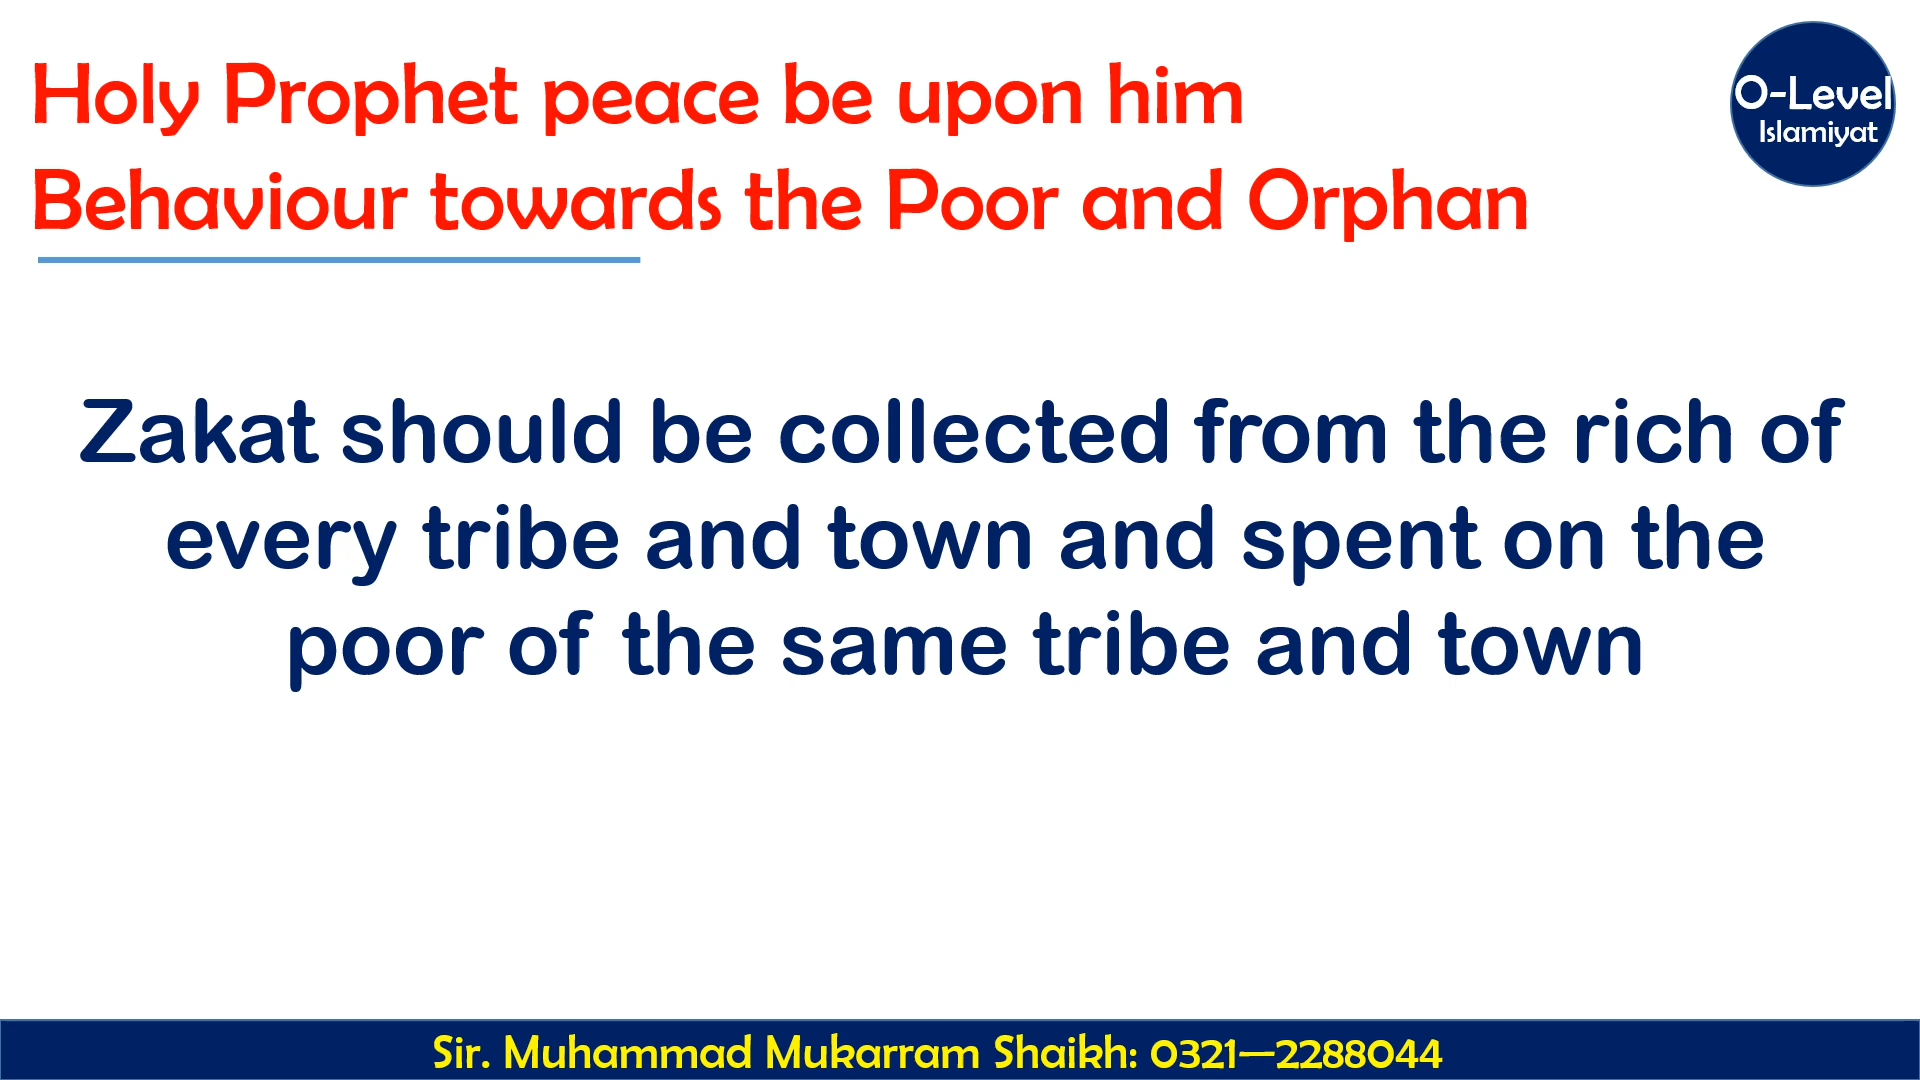 Holy Prophet peace be upon him
Behaviour towards the Poor and Orphan
O-Level
Islamiyat
Zakat should be collected from the rich of
every tribe and town and spent on the
poor of the same tribe and town
Sir. Muhammad Mukarram Shaikh: 0321—2288044